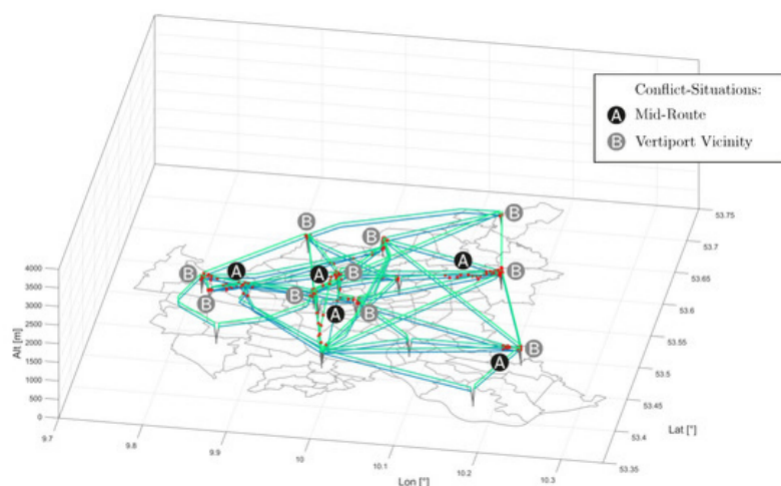 Conflict-Situations:
A Mid-Route
B Vertiport Vicinity
B
B
B
A
A
B
B
B
A
B
B
A
B
B
A
4000
3500
3000
2500
2000
1500
1000
500
0
Alt [m]
9.7
9.8
9.9
10
10.1
10.2
10.3
Lon [°]
53.75
53.7
53.65
53.6
53.55
53.5
53.45
53.4
53.35
Lat [°]